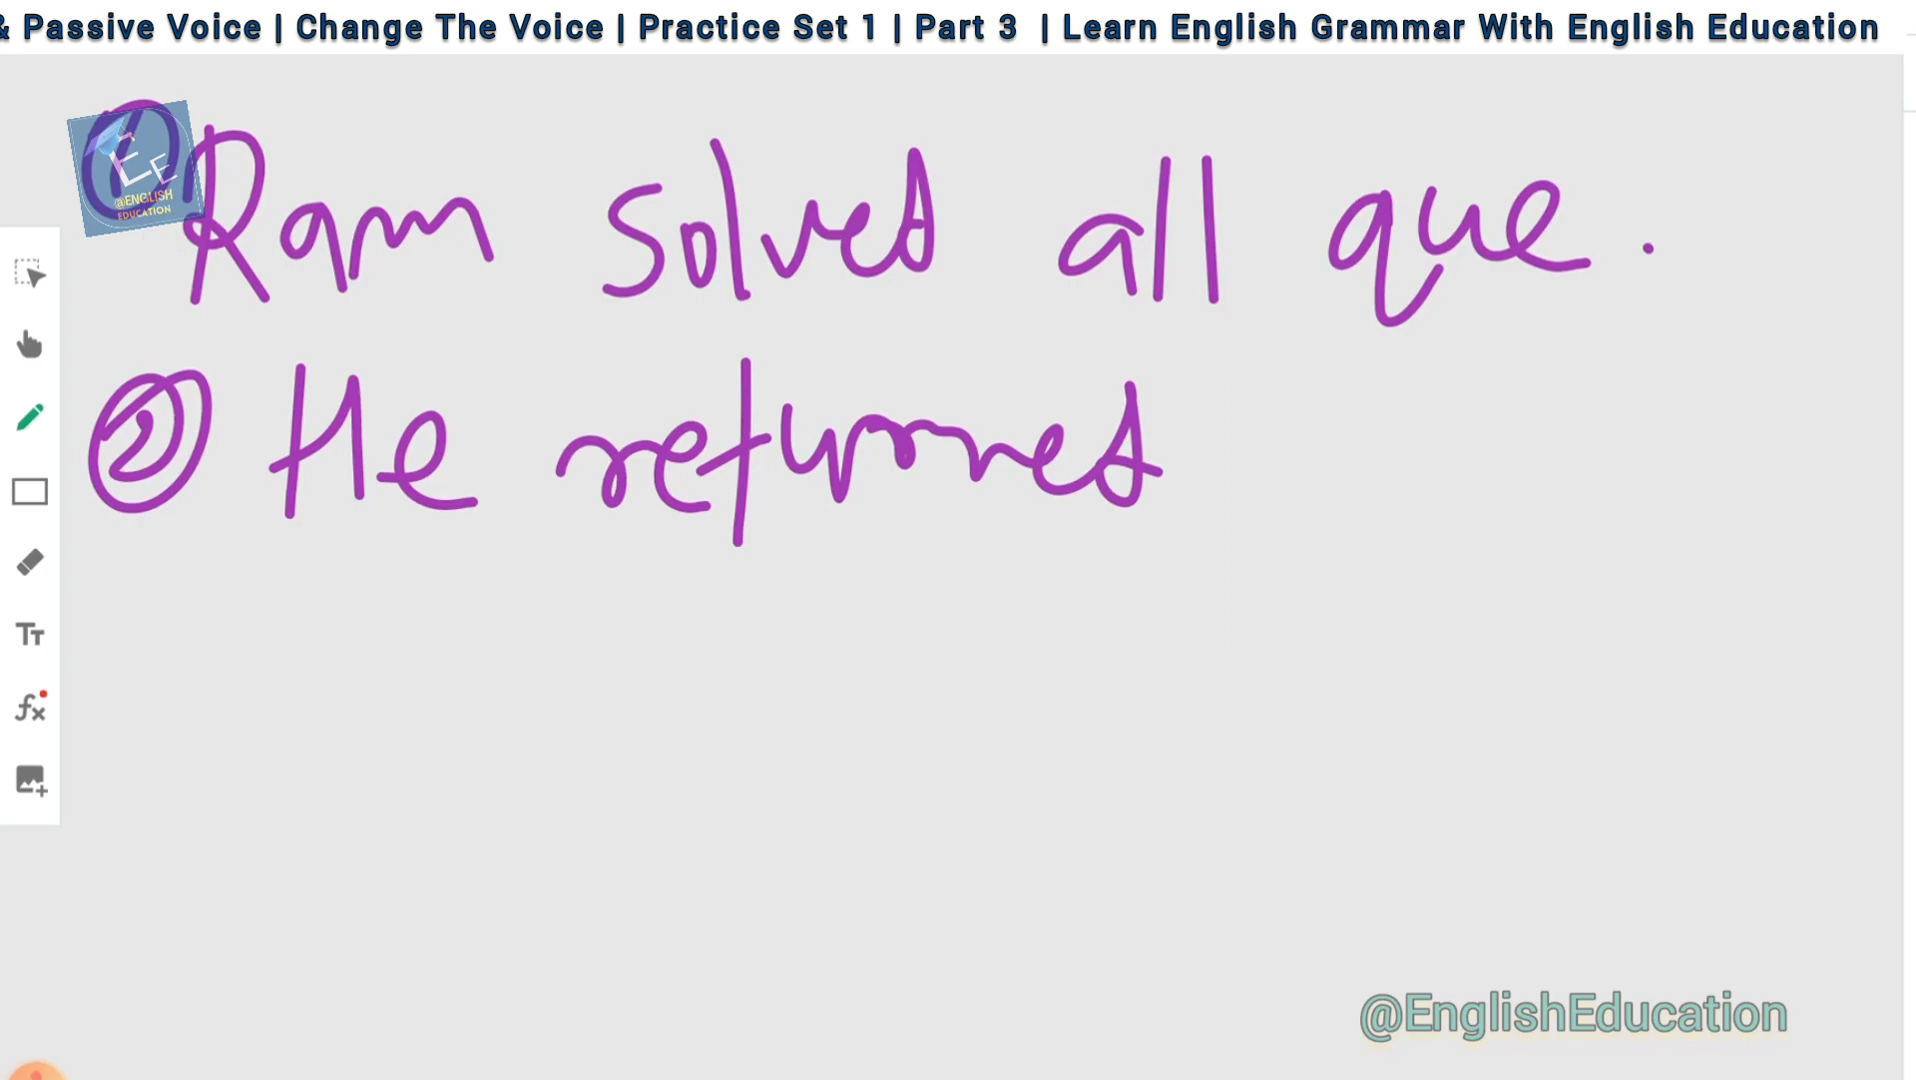 & Passive Voice | Change The Voice | Practice Set 1 | Part 3 | Learn English Grammar With English Education
① Ram solved all que.
② He returned
EE
@ENGLISH
EDUCATION
Tт
fx
@EnglishEducation